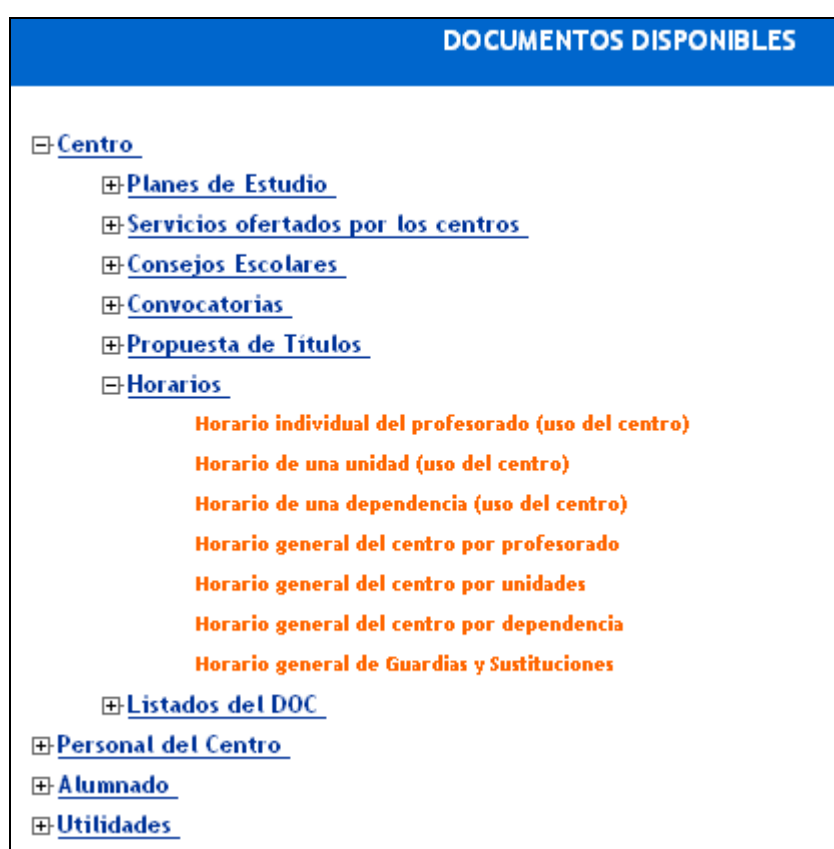 DOCUMENTOS DISPONIBLES
Centro
Planes de Estudio
Servicios ofertados por los centros
Consejos Escolares
Convocatorias
Propuesta de Títulos
Horarios
Horario individual del profesorado (uso del centro)
Horario de una unidad (uso del centro)
Horario de una dependencia (uso del centro)
Horario general del centro por profesorado
Horario general del centro por unidades
Horario general del centro por dependencia
Horario general de Guardias y Sustituciones
Listados del DOC
Personal del Centro
Alumnado
Utilidades